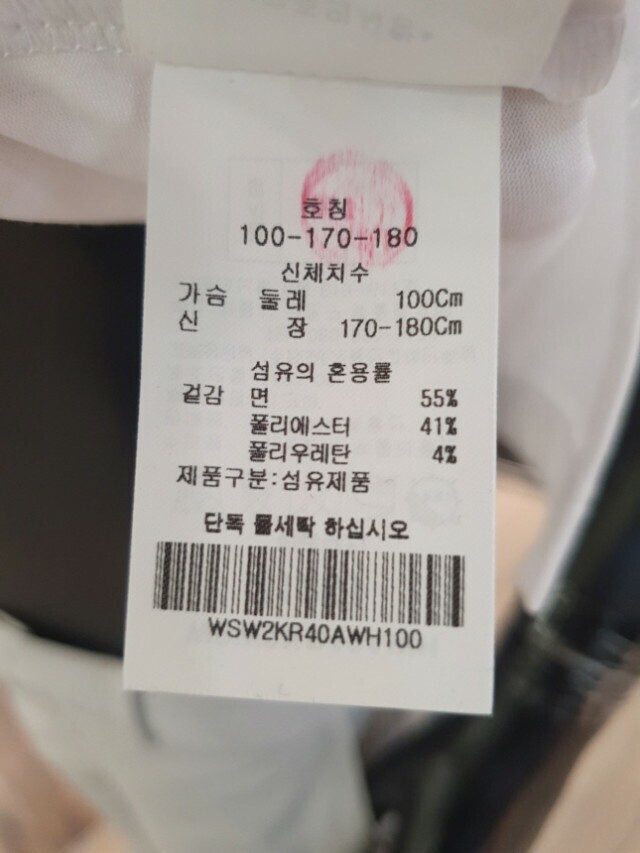 호칭
100-170-180
신체치수
가슴 둘레 100Cm
신 장 170-180Cm
섬유의 혼용률
겉감 면 55%
폴리에스터 41%
폴리우레탄 4%
제품구분:섬유제품
단독 물세탁 하십시오
WSW2KR40AWH100